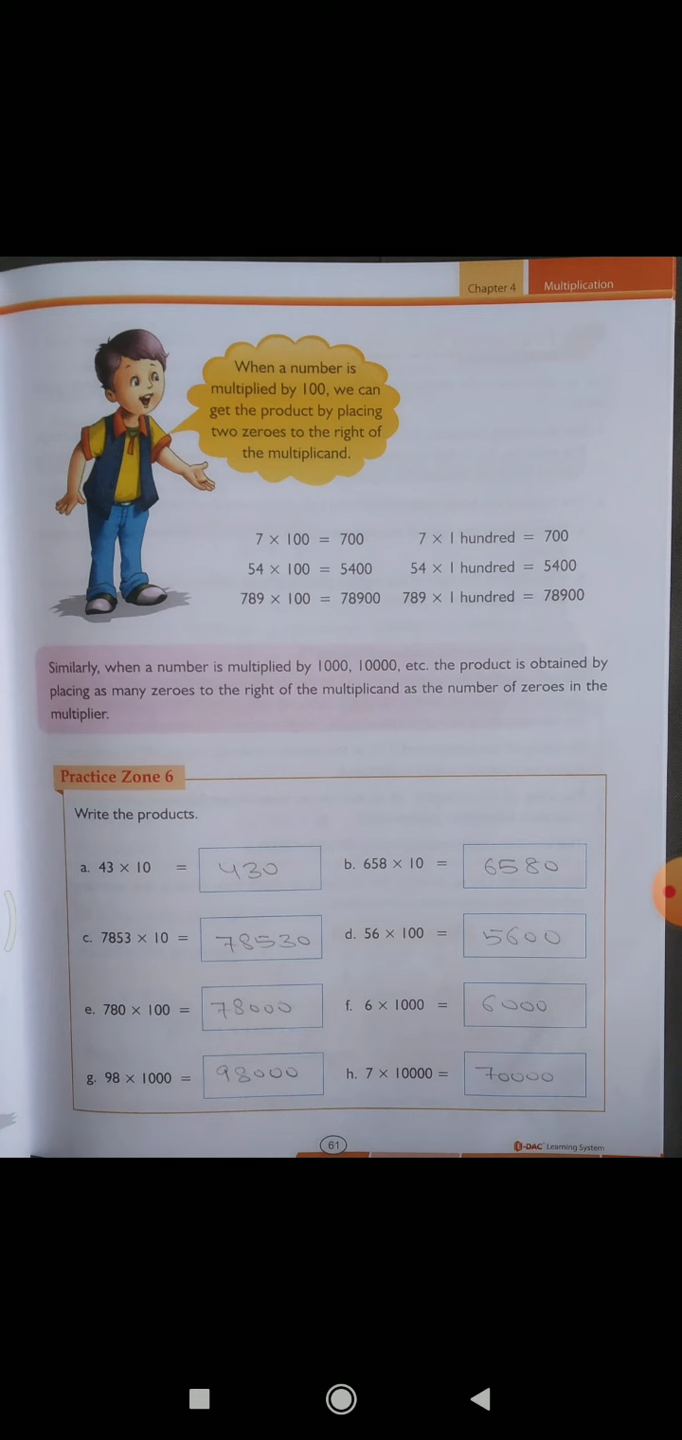 Chapter 4 Multiplication
When a number is
multiplied by 100, we can
get the product by placing
two zeroes to the right of
the multiplicand.
7 × 100 = 700 7 × 1 hundred = 700
54 × 100 = 5400 54 × 1 hundred = 5400
789 × 100 = 78900 789 × 1 hundred = 78900
Similarly, when a number is multiplied by 1000, 10000, etc. the product is obtained by
placing as many zeroes to the right of the multiplicand as the number of zeroes in the
multiplier.
Practice Zone 6
Write the products.
a. 43 × 10 = 430 b. 658 × 10 = 6580
c. 7853 × 10 = 78530 d. 56 × 100 = 5600
e. 780 × 100 = 78000 f. 6 × 1000 = 6000
g. 98 × 1000 = 98000 h. 7 × 10000 = 70000
61 i-DAC Learning System